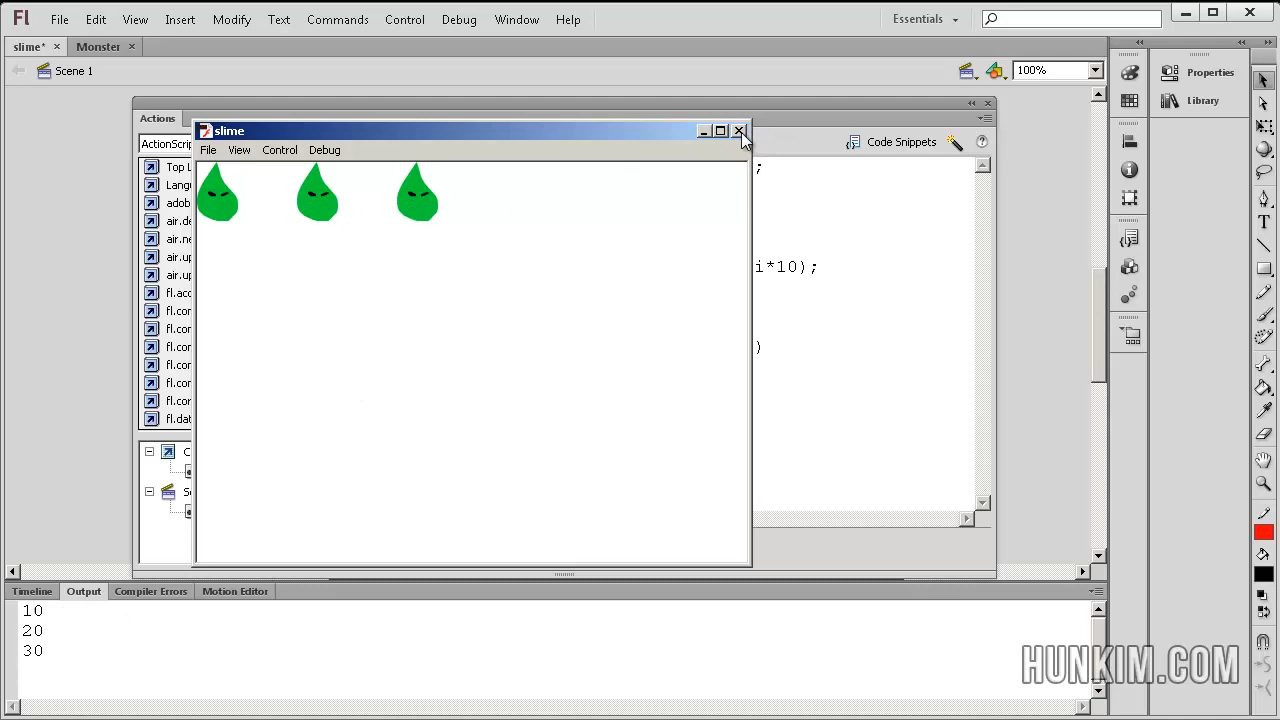 Fl File Edit View Insert Modify Text Commands Control Debug Window Help Essentials
slime* × Monster ×
Scene 1 100%
Properties
Library
Actions
ActionScrip
Code Snippets
slime
File View Control Debug
Top L
Langu
adob
air.de
air.ne
air.up
air.up
fl.acc
fl.cor
fl.cor
fl.cor
fl.cor
fl.cor
fl.cor
fl.dat
C
Sc
;
i*10);
)
Timeline Output Compiler Errors Motion Editor
10
20
30
HUNKIM.COM